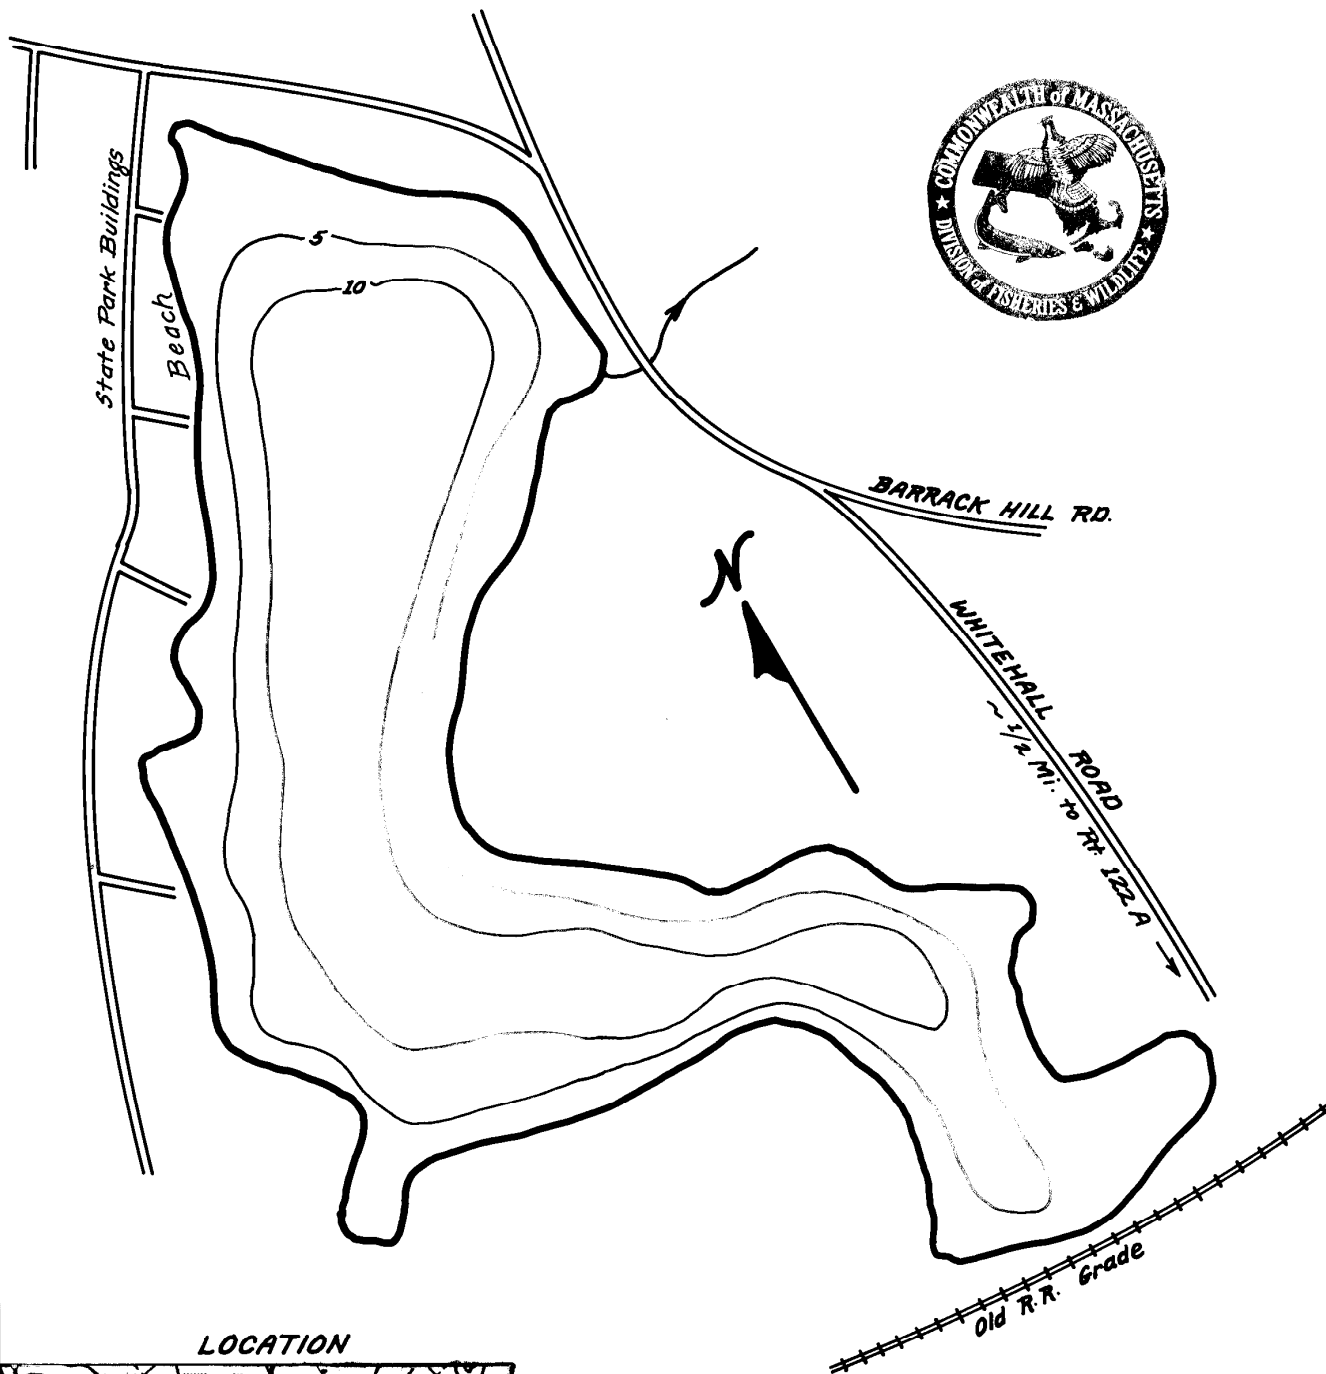 COMMONWEALTH of MASSACHUSETTS
★ DIVISION of FISHERIES & WILDLIFE ★
State Park Buildings
Beach
5
10
BARRACK HILL RD.
N
WHITEHALL ROAD
~ 1/2 Mi. to Rt. 122 A
Old R.R. Grade
LOCATION